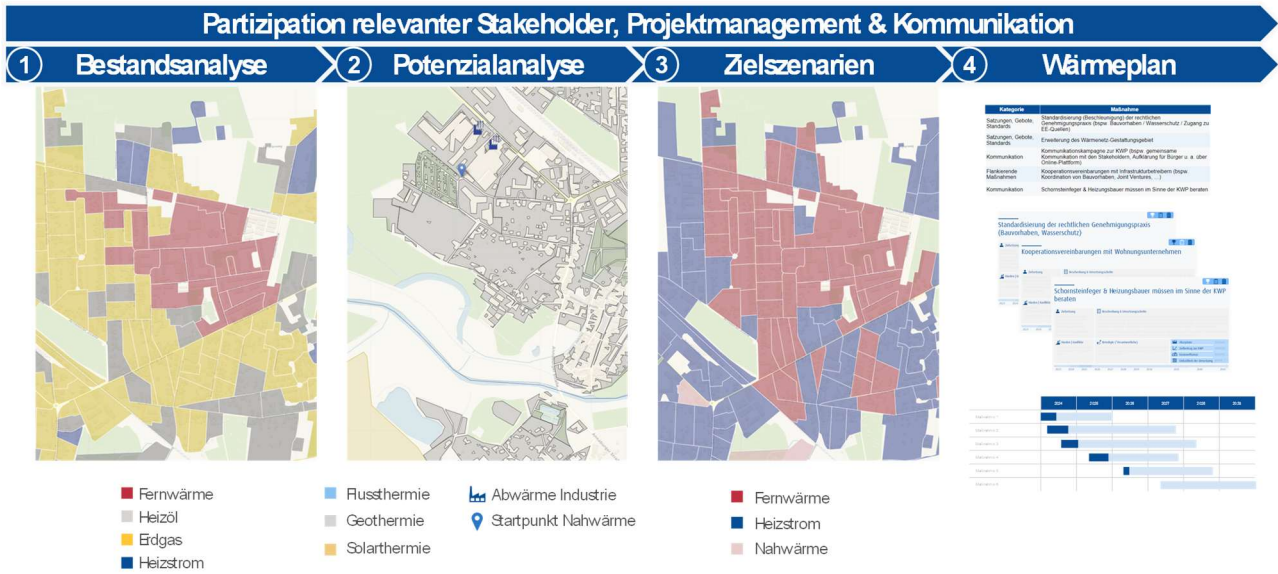 Partizipation relevanter Stakeholder, Projektmanagement & Kommunikation
1 Bestandsanalyse
2 Potenzialanalyse
3 Zielszenarien
4 Wärmeplan
Fernwärme
Heizöl
Erdgas
Heizstrom
Flussthermie
Geothermie
Solarthermie
Abwärme Industrie
Startpunkt Nahwärme
Fernwärme
Heizstrom
Nahwärme
Kategorie Maßnahme
Satzungen, Gebote, Standards
Standardisierung (Beschleunigung) der rechtlichen
Genehmigungspraxis (bspw. Bauvorhaben / Wasserschutz / Zugang zu
EE-Quellen)
Satzungen, Gebote, Standards
Erweiterung des Wärmenetz-Gestattungsgebiet
Kommunikation
Kommunikationskampagne zur KWP (bspw. gemeinsame
Kommunikation mit den Stakeholdern, Aufklärung für Bürger u. a. über
Online-Plattform)
Flankierende Maßnahmen
Kooperationsvereinbarungen mit Infrastrukturbetreibern (bspw.
Koordination von Bauvorhaben, Joint Ventures, ...)
Kommunikation Schornsteinfeger & Heizungsbauer müssen im Sinne der KWP beraten
Standardisierung der rechtlichen Genehmigungspraxis
(Bauvorhaben, Wasserschutz)
Kooperationsvereinbarungen mit Wohnungsunternehmen
Schornsteinfeger & Heizungsbauer müssen im Sinne der KWP
beraten
2024 2025 2026 2027 2028